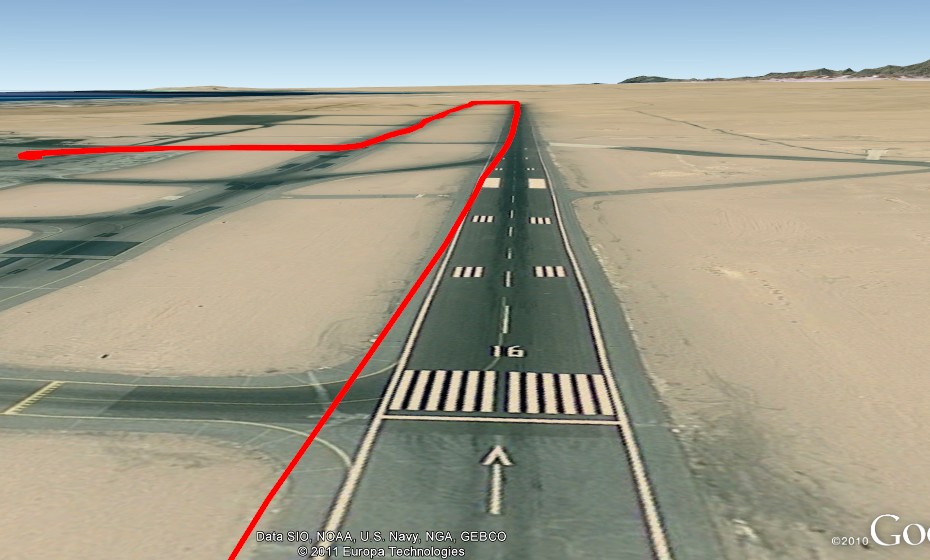 16
Data SIO, NOAA, U.S. Navy, NGA, GEBCO
© 2011 Europa Technologies
©2010
Goo